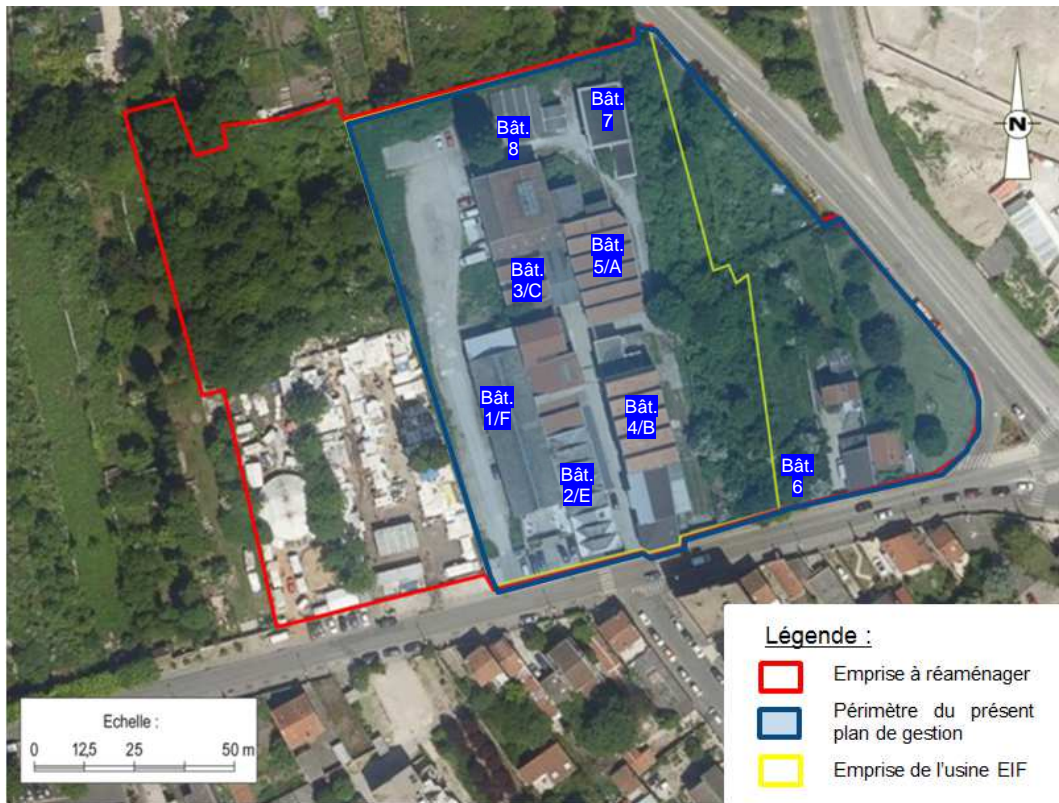 Bât.
7
Bât.
8
N
Bât.
5/A
Bât.
3/C
Bât.
1/F
Bât.
4/B
Bât.
2/E
Bât.
6
Légende :
Emprise à réaménager
Périmètre du présent
plan de gestion
Emprise de l'usine EIF
Echelle :
0 12,5 25 50 m